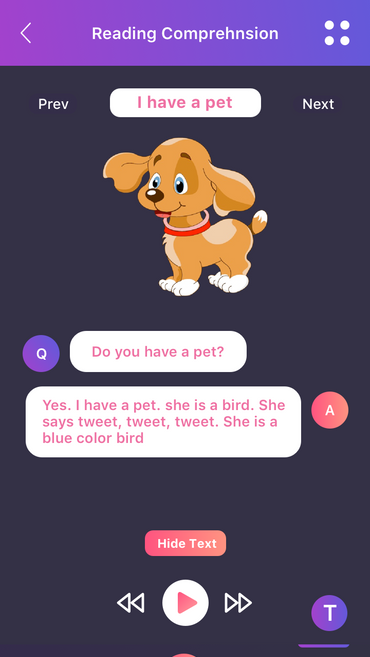 Reading Comprehnsion
Prev
I have a pet
Next
Q
Do you have a pet?
Yes. I have a pet. she is a bird. She
says tweet, tweet, tweet. She is a
blue color bird
A
Hide Text
T